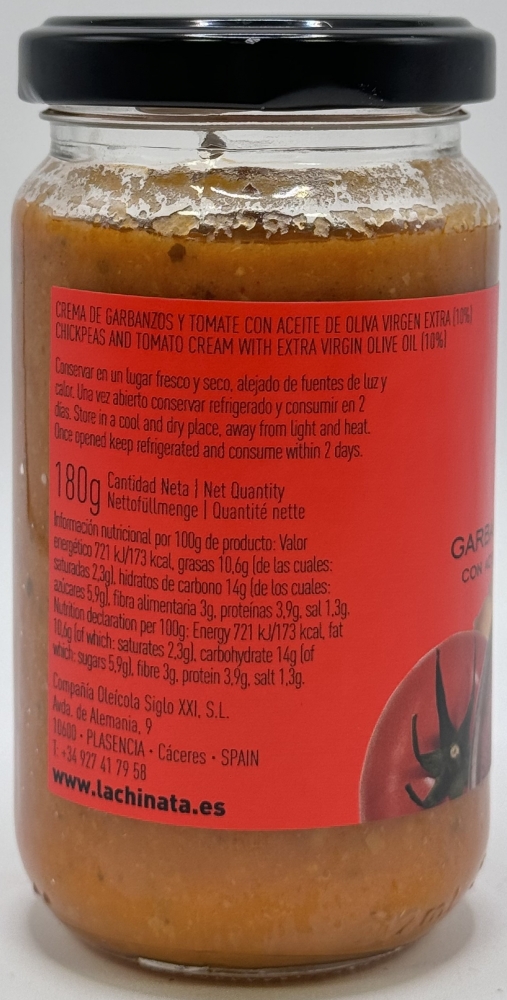 CREMA DE GARBANZOS Y TOMATE CON ACEITE DE OLIVA VIRGEN EXTRA (10%)
CHICKPEAS AND TOMATO CREAM WITH EXTRA VIRGIN OLIVE OIL (10%)
Conservar en un lugar fresco y seco, alejado de fuentes de luz y
calor. Una vez abierto conservar refrigerado y consumir en 2
días. Store in a cool and dry place, away from light and heat.
Once opened keep refrigerated and consume within 2 days.
180g Cantidad Neta | Net Quantity
Nettofüllmenge | Quantité nette
Información nutricional por 100g de producto: Valor
energético 721 kJ/173 kcal, grasas 10,6g (de las cuales:
saturadas 2,3g), hidratos de carbono 14g (de los cuales:
azúcares 5,9g), fibra alimentaria 3g, proteínas 3,9g, sal 1,3g.
Nutrition declaration per 100g: Energy 721 kJ/173 kcal, fat
10,6g (of which: saturates 2,3g), carbohydrate 14g (of
which: sugars 5,9g), fibre 3g, protein 3,9g, salt 1,3g.
Compañía Oleícola Siglo XXI, S.L.
Avda. de Alemania, 9
10600 · PLASENCIA · Cáceres · SPAIN
T: +34 927 41 79 58
www.lachinata.es
GARB
CON